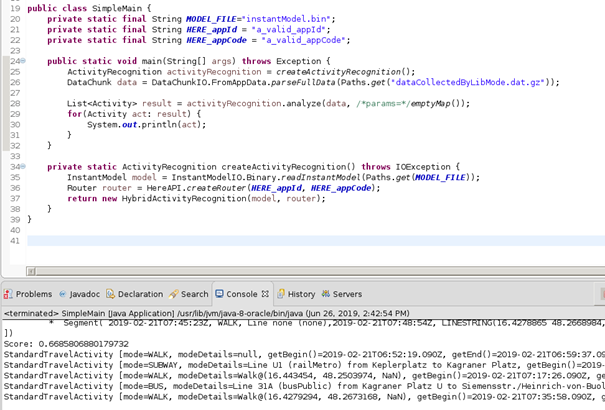 19 public class SimpleMain {
20 private static final String MODEL_FILE="instantModel.bin";
21 private static final String HERE_appId = "a_valid_appId";
22 private static final String HERE_appCode = "a_valid_appCode";
23
24 public static void main(String[] args) throws Exception {
25 ActivityRecognition activityRecognition = createActivityRecognition();
26 DataChunk data = DataChunkIO.FromAppData.parseFullData(Paths.get("dataCollectedByLibMode.dat.gz"));
27
28 List<Activity> result = activityRecognition.analyze(data, /*params=*/emptyMap());
29 for(Activity act: result) {
30 System.out.println(act);
31 }
32 }
33
34 private static ActivityRecognition createActivityRecognition() throws IOException {
35 InstantModel model = InstantModelIO.Binary.readInstantModel(Paths.get(MODEL_FILE));
36 Router router = HereAPI.createRouter(HERE_appId, HERE_appCode);
37 return new HybridActivityRecognition(model, router);
38 }
39 }
40
41
Problems Javadoc Declaration Search Console History Servers
<terminated> SimpleMain [Java Application] /usr/lib/jvm/java-8-oracle/bin/java (Jun 26, 2019, 2:42:54 PM)
* Segment( 2019-02-21T07:45:23Z, WALK, Line none (none),2019-02-21T07:48:54Z, LINESTRING(16.4278865 48.2668984,
])
Score: 0.6685806880179732
StandardTravelActivity [mode=WALK, modeDetails=null, getBegin()=2019-02-21T06:52:19.090Z, getEnd()=2019-02-21T06:59:37.09
StandardTravelActivity [mode=SUBWAY, modeDetails=Line U1 (railMetro) from Keplerplatz to Kagraner Platz, getBegin()=2019-
StandardTravelActivity [mode=WALK, modeDetails=Walk@(16.443454, 48.2503974, NaN), getBegin()=2019-02-21T07:17:26.090Z, ge
StandardTravelActivity [mode=BUS, modeDetails=Line 31A (busPublic) from Kagraner Platz U to Siemensstr./Heinrich-von-Buol
StandardTravelActivity [mode=WALK, modeDetails=Walk@(16.4279294, 48.2673168, NaN), getBegin()=2019-02-21T07:35:58.090Z, g